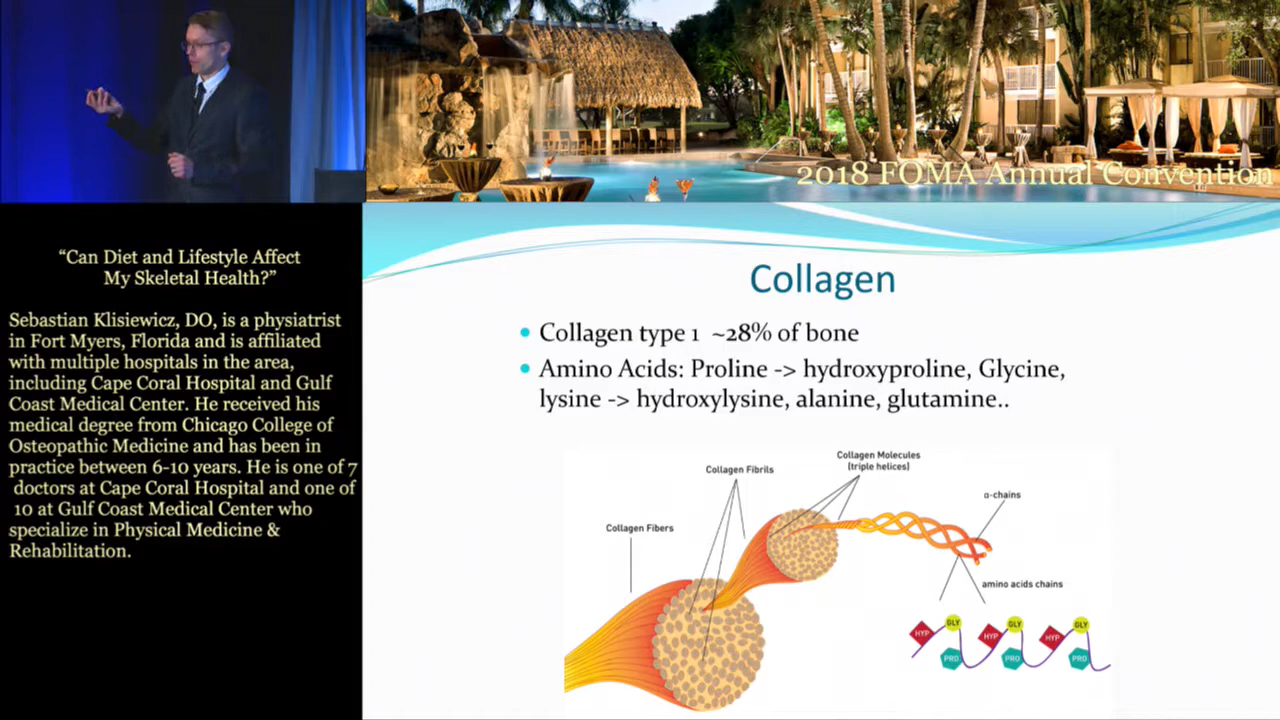 2018 FOMA Annual Convention
“Can Diet and Lifestyle Affect
My Skeletal Health?”
Sebastian Klisiewicz, DO, is a physiatrist
in Fort Myers, Florida and is affiliated
with multiple hospitals in the area,
including Cape Coral Hospital and Gulf
Coast Medical Center. He received his
medical degree from Chicago College of
Osteopathic Medicine and has been in
practice between 6-10 years. He is one of 7
doctors at Cape Coral Hospital and one of
10 at Gulf Coast Medical Center who
specialize in Physical Medicine &
Rehabilitation.
Collagen
Collagen type 1 ~28% of bone
Amino Acids: Proline -> hydroxyproline, Glycine,
lysine -> hydroxylysine, alanine, glutamine..
Collagen Molecules
(triple helices)
Collagen Fibrils
α-chains
Collagen Fibers
amino acids chains
HYP GLY HYP GLY HYP GLY
PRO PRO PRO